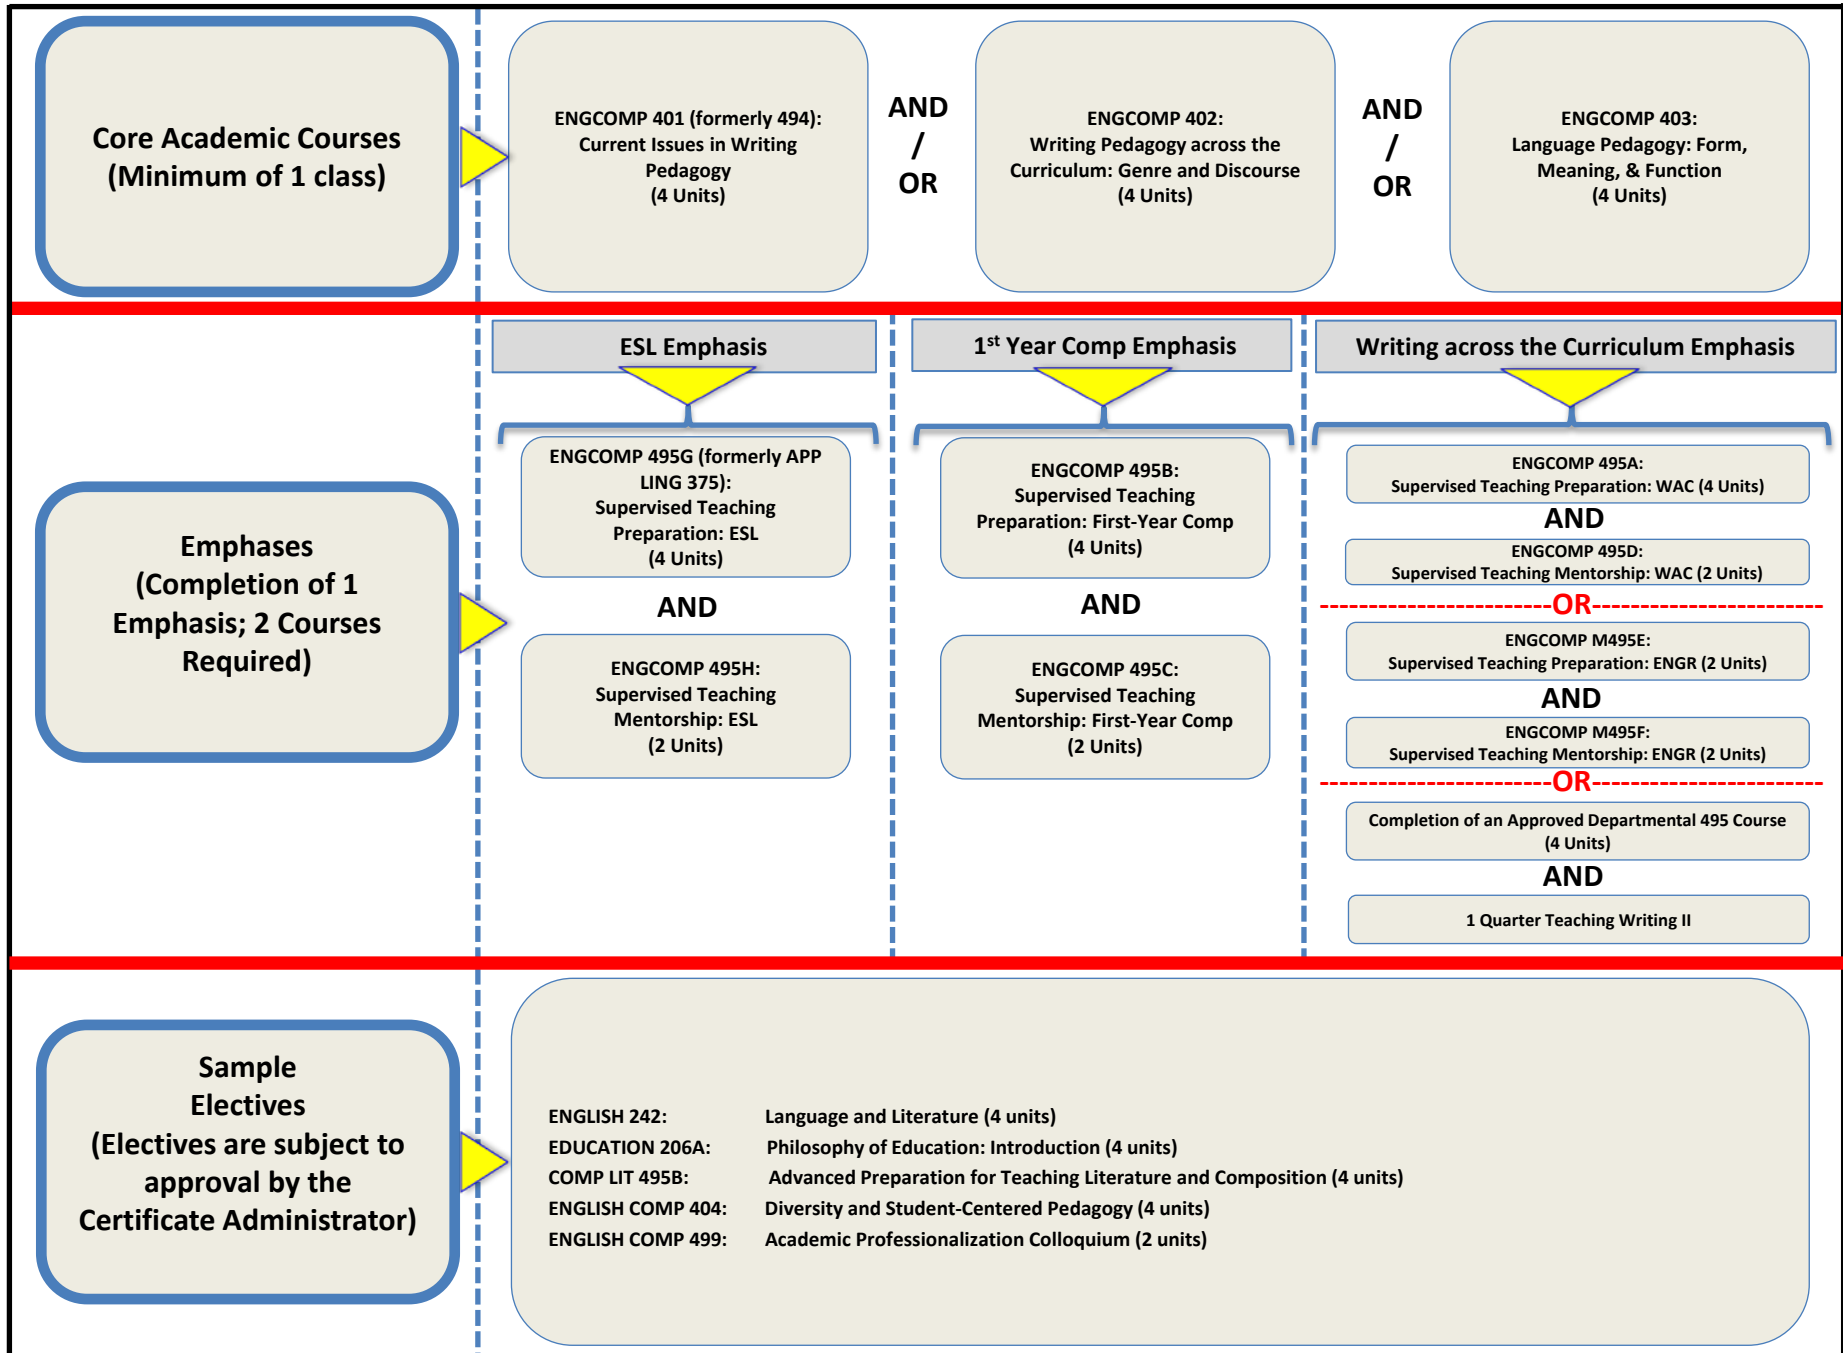 Core Academic Courses
(Minimum of 1 class)
ENGCOMP 401 (formerly 494):
Current Issues in Writing
Pedagogy
(4 Units)
AND
/
OR
ENGCOMP 402:
Writing Pedagogy across the
Curriculum: Genre and Discourse
(4 Units)
AND
/
OR
ENGCOMP 403:
Language Pedagogy: Form,
Meaning, & Function
(4 Units)
Emphases
(Completion of 1
Emphasis; 2 Courses
Required)
ESL Emphasis
ENGCOMP 495G (formerly APP
LING 375):
Supervised Teaching
Preparation: ESL
(4 Units)
AND
ENGCOMP 495H:
Supervised Teaching
Mentorship: ESL
(2 Units)
1st Year Comp Emphasis
ENGCOMP 495B:
Supervised Teaching
Preparation: First-Year Comp
(4 Units)
AND
ENGCOMP 495C:
Supervised Teaching
Mentorship: First-Year Comp
(2 Units)
Writing across the Curriculum Emphasis
ENGCOMP 495A:
Supervised Teaching Preparation: WAC (4 Units)
AND
ENGCOMP 495D:
Supervised Teaching Mentorship: WAC (2 Units)
OR
ENGCOMP M495E:
Supervised Teaching Preparation: ENGR (2 Units)
AND
ENGCOMP M495F:
Supervised Teaching Mentorship: ENGR (2 Units)
OR
Completion of an Approved Departmental 495 Course
(4 Units)
AND
1 Quarter Teaching Writing II
Sample
Electives
(Electives are subject to
approval by the
Certificate Administrator)
ENGLISH 242: Language and Literature (4 units)
EDUCATION 206A: Philosophy of Education: Introduction (4 units)
COMP LIT 495B: Advanced Preparation for Teaching Literature and Composition (4 units)
ENGLISH COMP 404: Diversity and Student-Centered Pedagogy (4 units)
ENGLISH COMP 499: Academic Professionalization Colloquium (2 units)